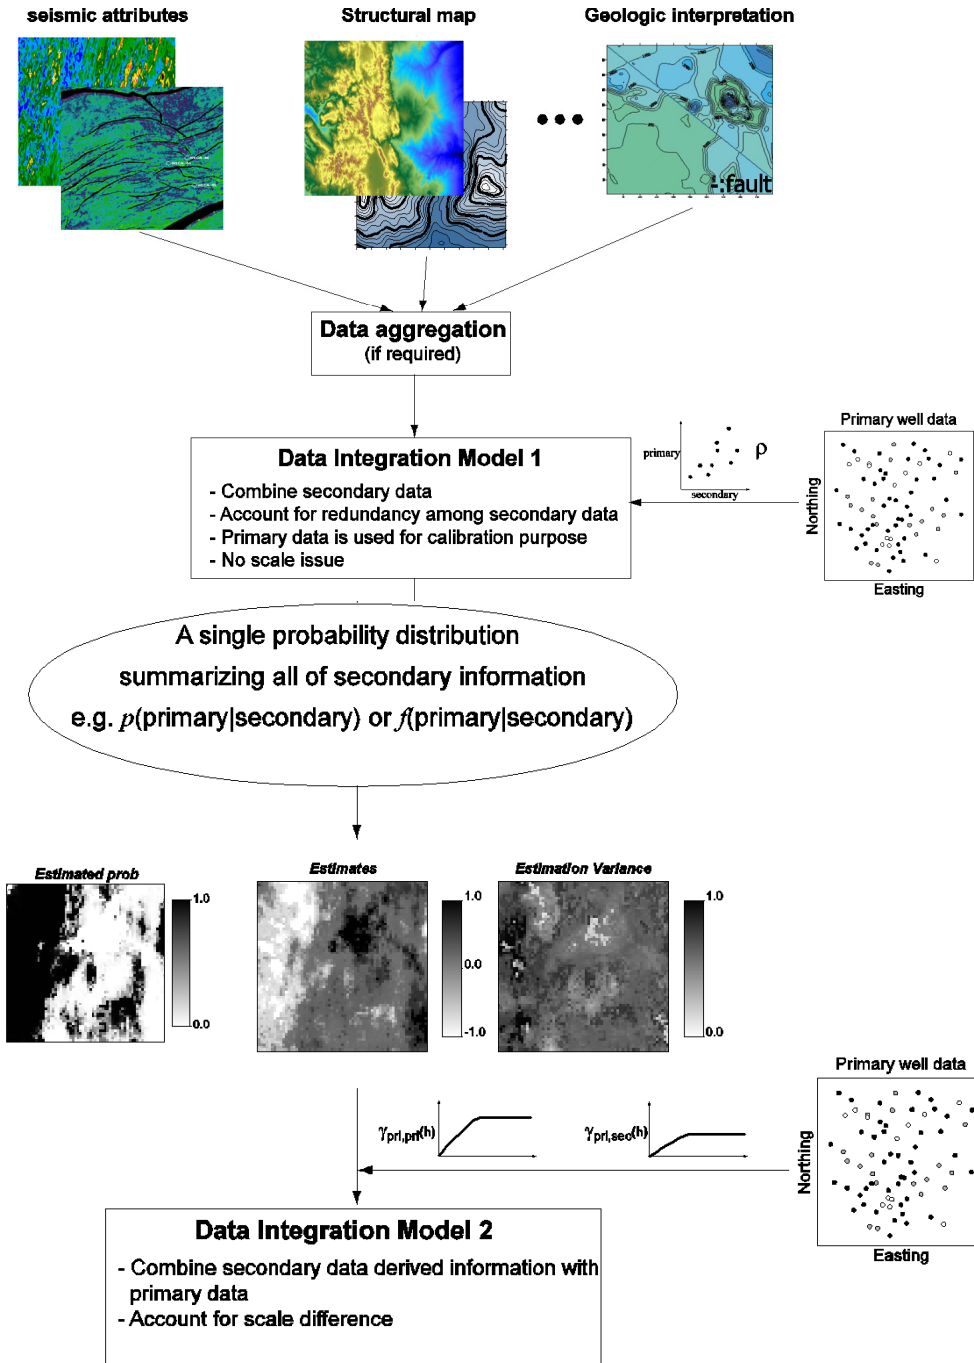 seismic attributes
Structural map
Geologic interpretation
-:fault
Data aggregation
(if required)
Data Integration Model 1
- Combine secondary data
- Account for redundancy among secondary data
- Primary data is used for calibration purpose
- No scale issue
primary
ρ
secondary
Primary well data
Northing
Easting
A single probability distribution
summarizing all of secondary information
e.g. p(primary|secondary) or f(primary|secondary)
Estimated prob
1.0
0.0
Estimates
1.0
0.0
-1.0
Estimation Variance
1.0
0.0
γpri,pri(h)
γpri,sec(h)
Primary well data
Northing
Easting
Data Integration Model 2
- Combine secondary data derived information with
primary data
- Account for scale difference